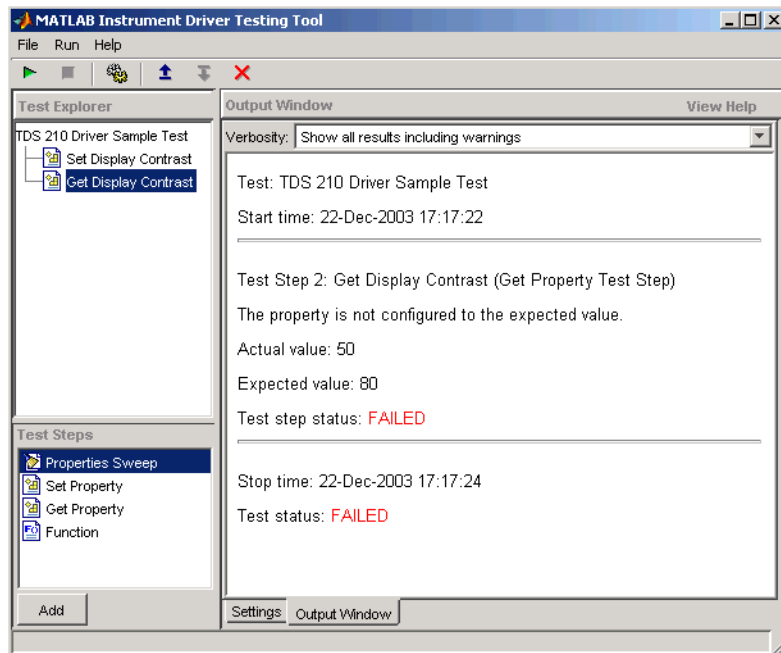 MATLAB Instrument Driver Testing Tool
File Run Help
Test Explorer
TDS 210 Driver Sample Test
Set Display Contrast
Get Display Contrast
Test Steps
Properties Sweep
Set Property
Get Property
Function
Add
Output Window View Help
Verbosity: Show all results including warnings
Test: TDS 210 Driver Sample Test
Start time: 22-Dec-2003 17:17:22
Test Step 2: Get Display Contrast (Get Property Test Step)
The property is not configured to the expected value.
Actual value: 50
Expected value: 80
Test step status: FAILED
Stop time: 22-Dec-2003 17:17:24
Test status: FAILED
Settings Output Window